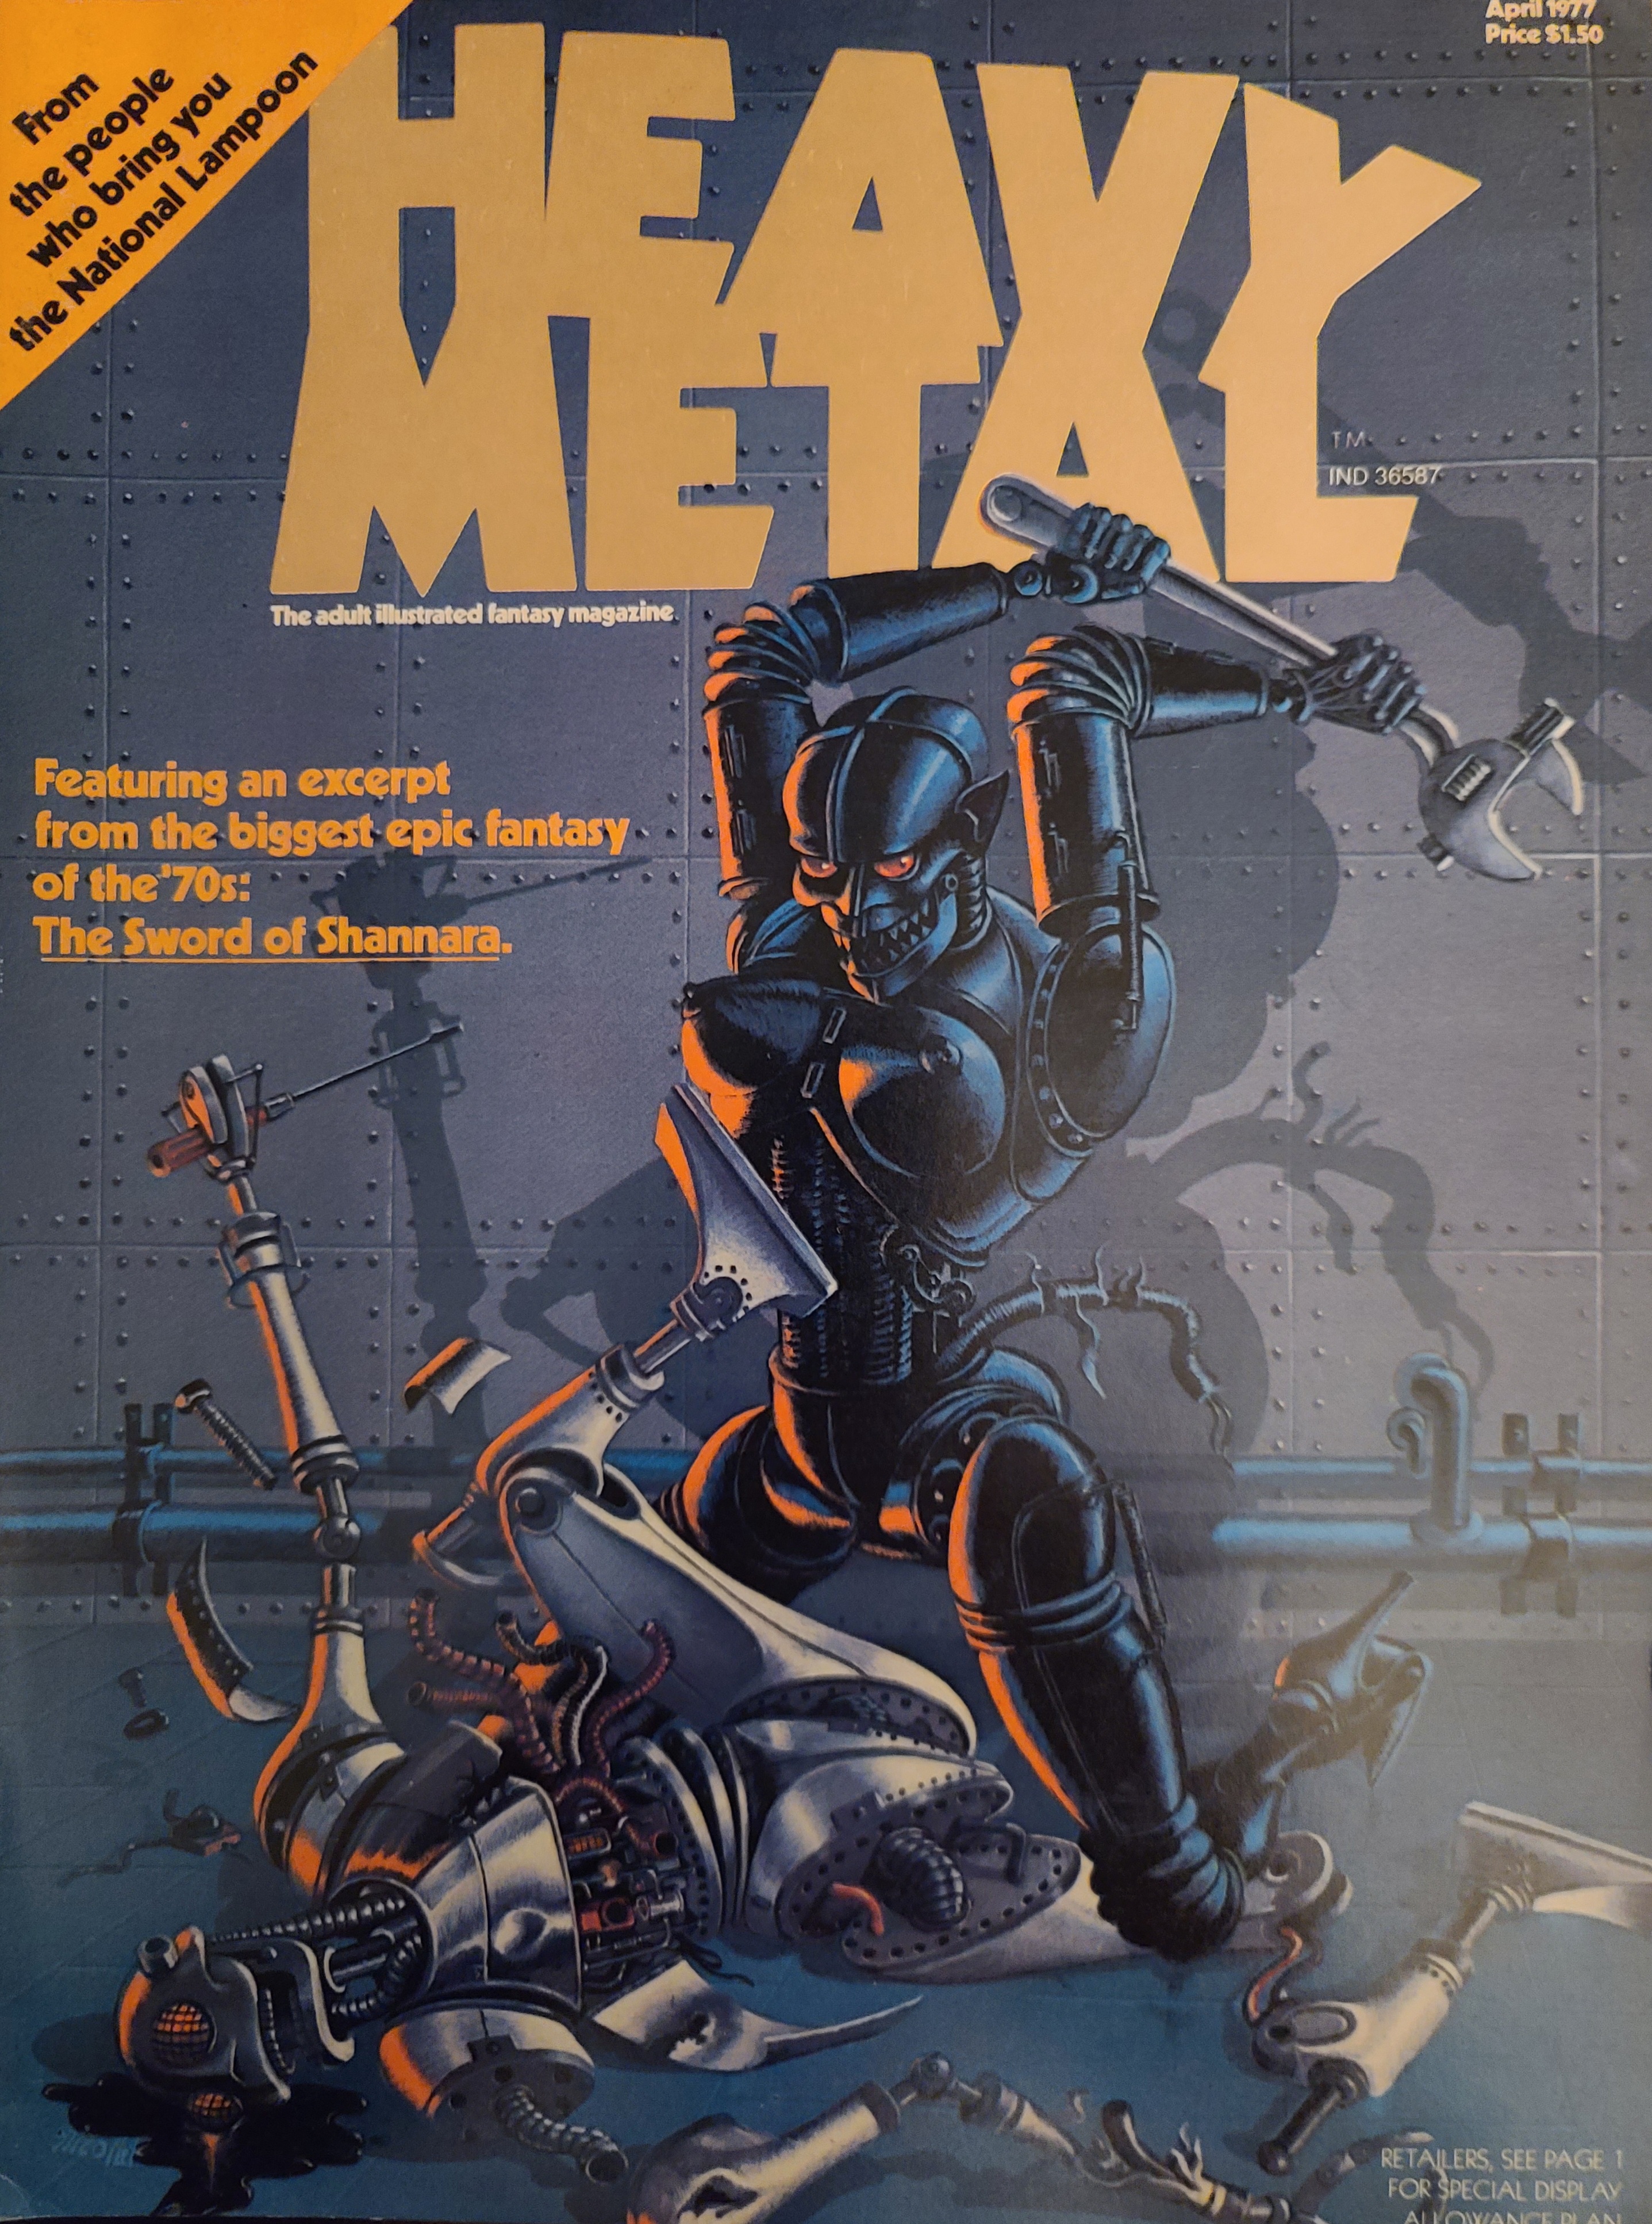 April 1977
Price $1.50
From
the people
who bring you
the National Lampoon
HEAVY
METAL
TM
IND 36587
The adult illustrated fantasy magazine
Featuring an excerpt
from the biggest epic fantasy
of the '70s:
The Sword of Shannara.
RETAILERS, SEE PAGE 1
FOR SPECIAL DISPLAY
ALLOWANCE PLAN